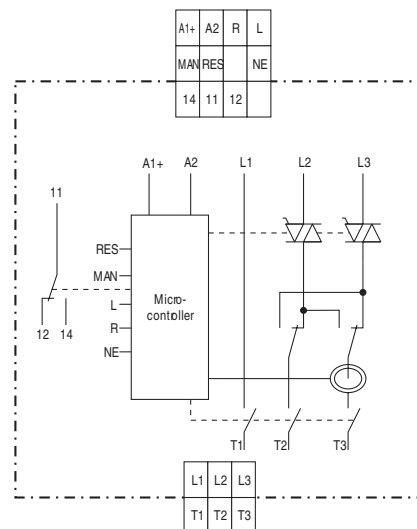 A1+ A2 R L
MAN RES NE
14 11 12
A1+ A2 L1 L2 L3
11
RES
MAN
L
R
NE
Micro-
controller
12 14
T1 T2 T3
L1 L2 L3
T1 T2 T3